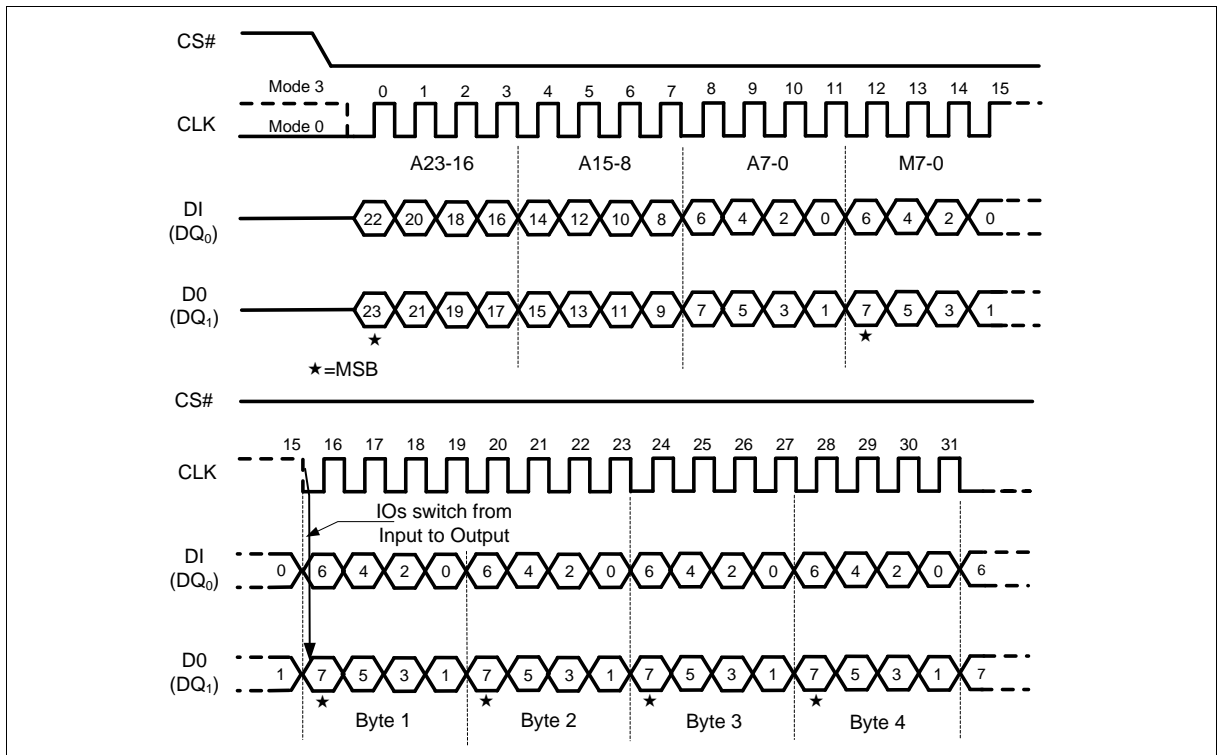 CS#
Mode 3
0 1 2 3 4 5 6 7 8 9 10 11 12 13 14 15
CLK
Mode 0
A23-16 A15-8 A7-0 M7-0
DI
(DQ₀)
22 20 18 16 14 12 10 8 6 4 2 0 6 4 2 0
D0
(DQ₁)
23 21 19 17 15 13 11 9 7 5 3 1 7 5 3 1
★ ★
★=MSB
CS#
15 16 17 18 19 20 21 22 23 24 25 26 27 28 29 30 31
CLK
IOs switch from
Input to Output
DI
(DQ₀)
0 6 4 2 0 6 4 2 0 6 4 2 0 6 4 2 0 6
D0
(DQ₁)
1 7 5 3 1 7 5 3 1 7 5 3 1 7 5 3 1 7
★ ★ ★ ★
Byte 1 Byte 2 Byte 3 Byte 4